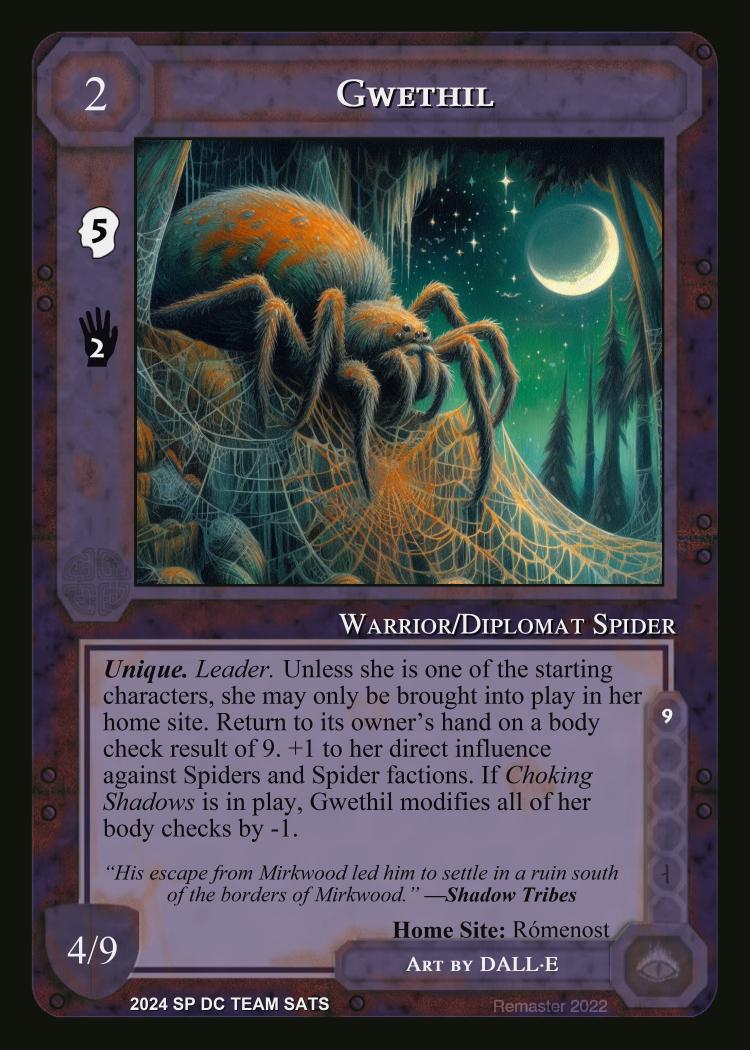 2
Gwethil
5
2
Warrior/Diplomat Spider
Unique. Leader. Unless she is one of the starting
characters, she may only be brought into play in her
home site. Return to its owner's hand on a body
check result of 9. +1 to her direct influence
against Spiders and Spider factions. If Choking
Shadows is in play, Gwethil modifies all of her
body checks by -1.
9
“His escape from Mirkwood led him to settle in a ruin south
of the borders of Mirkwood.” —Shadow Tribes
Home Site: Rómenost
4/9
Art by DALL·E
2024 SP DC TEAM SATS
Remaster 2022